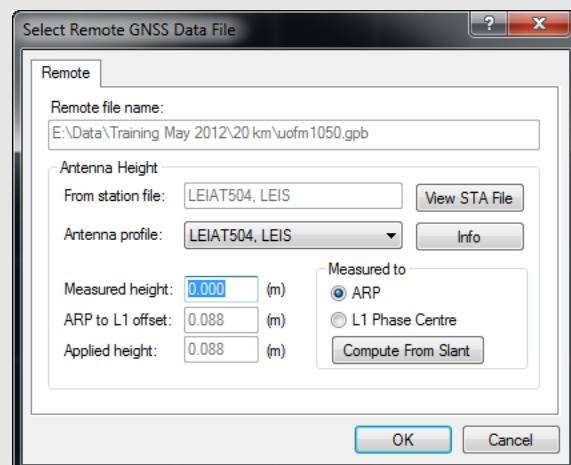 Select Remote GNSS Data File
Remote
Remote file name:
E:\Data\Training May 2012\20 km\uofm1050.gpb
Antenna Height
From station file: LEIAT504, LEIS View STA File
Antenna profile: LEIAT504, LEIS Info
Measured to
Measured height: 0.000 (m) ARP
ARP to L1 offset: 0.088 (m) L1 Phase Centre
Applied height: 0.088 (m) Compute From Slant
OK Cancel